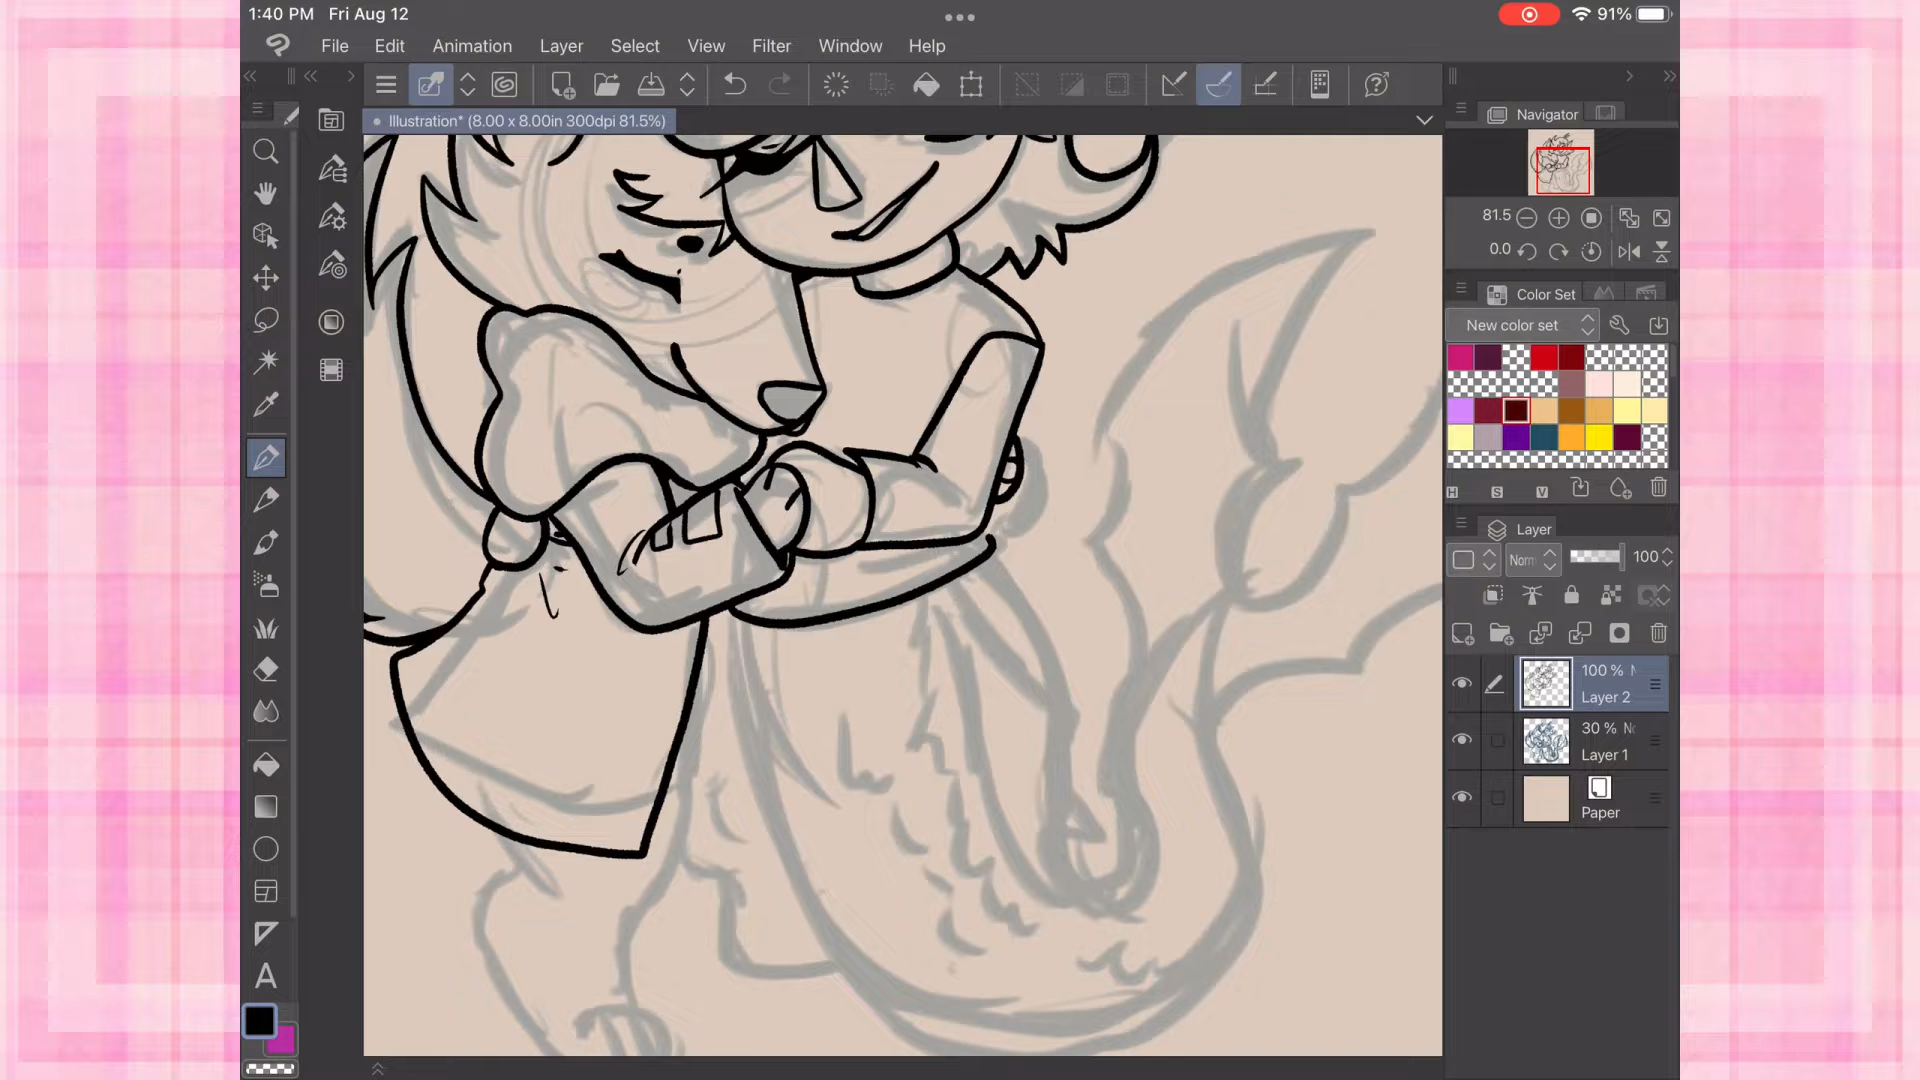 1:40 PM Fri Aug 12
91%
File Edit Animation Layer Select View Filter Window Help
Illustration* (8.00 x 8.00in 300dpi 81.5%)
Navigator
81.5
0.0
Color Set
New color set
H S V
Layer
Norm 100
100 % N
Layer 2
30 % No
Layer 1
Paper
A